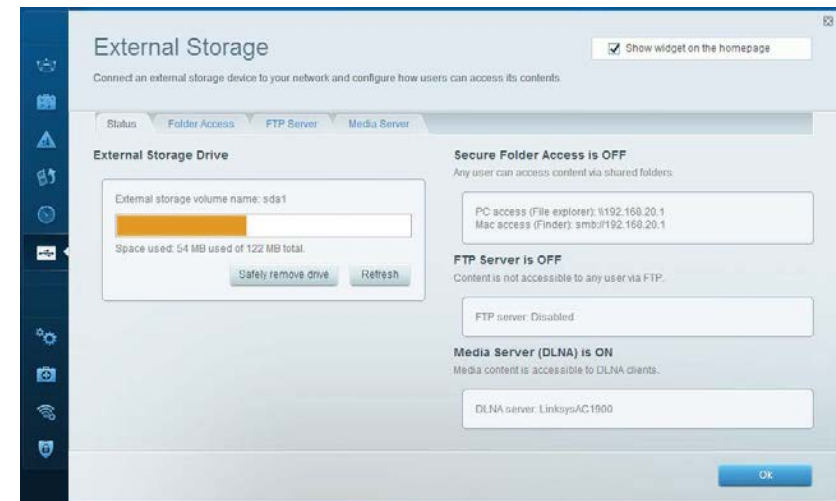 External Storage
Show widget on the homepage
Connect an external storage device to your network and configure how users can access its contents.
Status
Folder Access
FTP Server
Media Server
External Storage Drive
External storage volume name: sda1
Space used: 54 MB used of 122 MB total.
Safely remove drive
Refresh
Secure Folder Access is OFF
Any user can access content via shared folders.
PC access (File explorer): \\192.168.20.1
Mac access (Finder): smb://192.168.20.1
FTP Server is OFF
Content is not accessible to any user via FTP.
FTP server: Disabled
Media Server (DLNA) is ON
Media content is accessible to DLNA clients.
DLNA server: LinksysAC1900
Ok